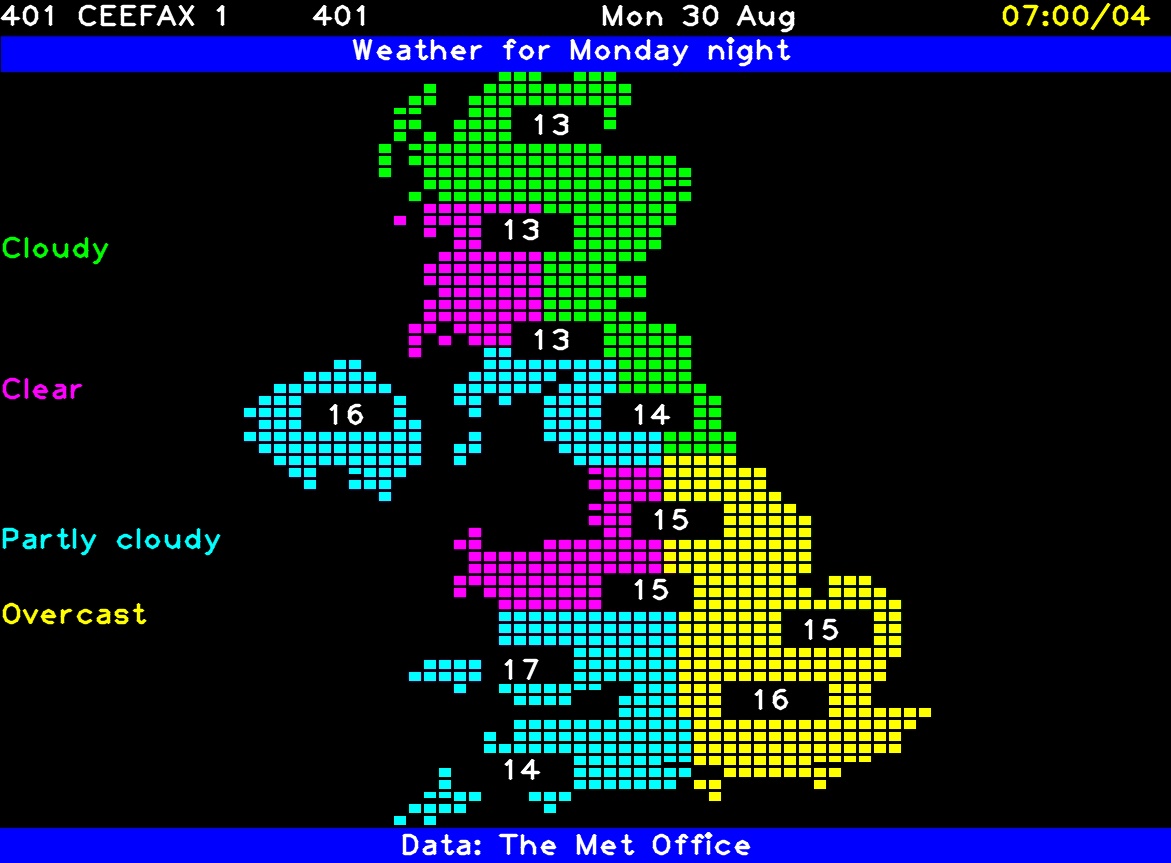 401 CEEFAX 1 401 Mon 30 Aug 07:00/04
Weather for Monday night
13
13
Cloudy
13
Clear
16 14
15
Partly cloudy
15
Overcast
15
17
16
14
Data: The Met Office